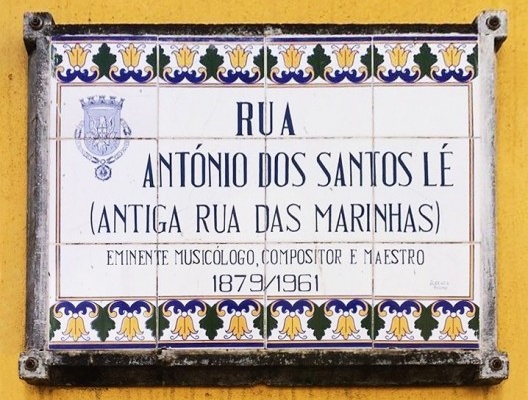 RUA
ANTÓNIO DOS SANTOS LÉ
(ANTIGA RUA DAS MARINHAS)
EMINENTE MUSICÓLOGO, COMPOSITOR E MAESTRO
1879/1961